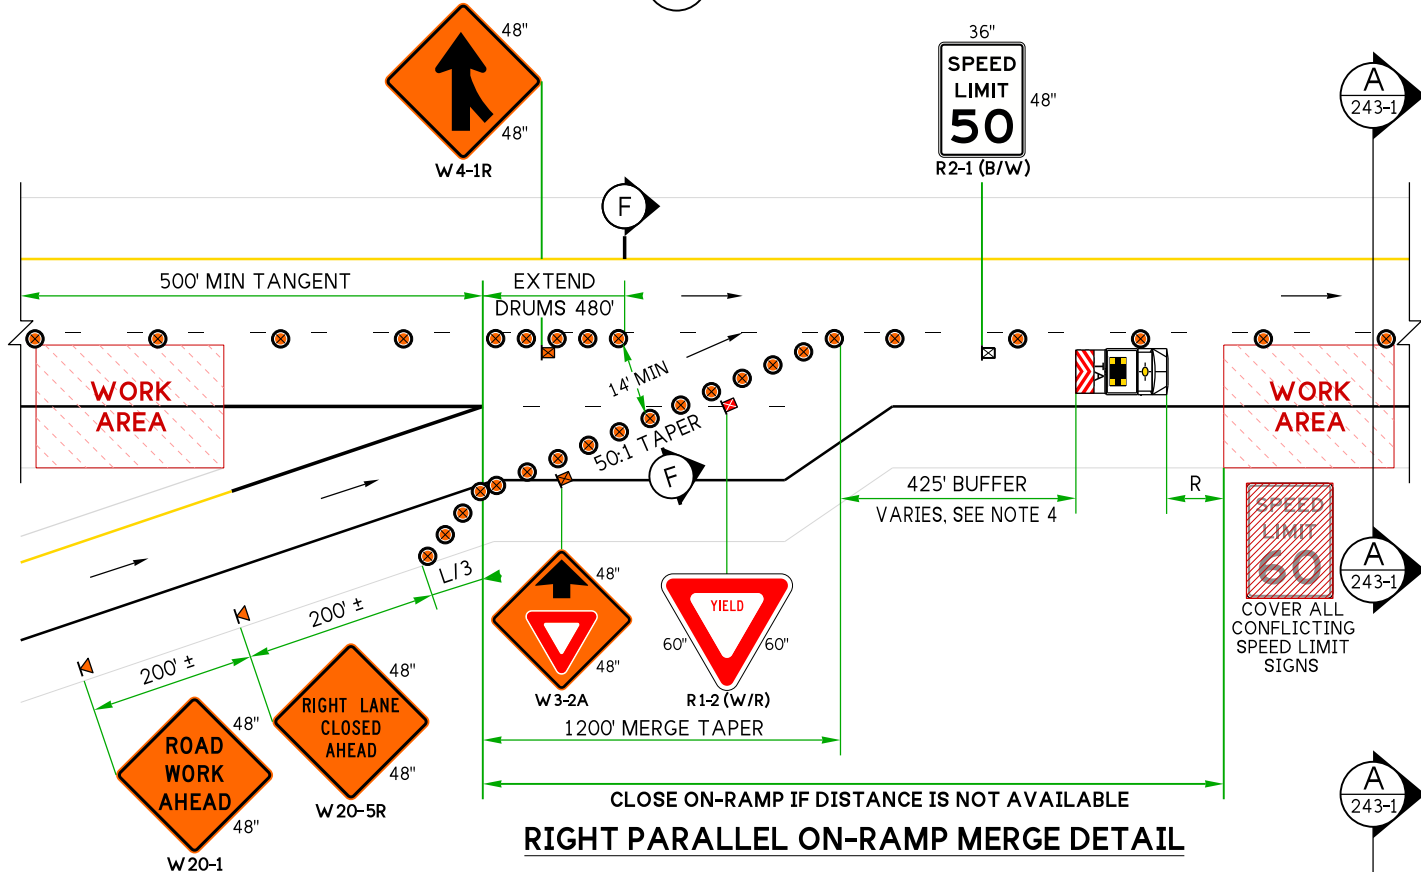 48"
48"
W4-1R
36"
SPEED
LIMIT
50
48"
R2-1 (B/W)
A
243-1
F
500' MIN TANGENT
EXTEND
DRUMS 480'
14' MIN
WORK
AREA
WORK
AREA
50:1 TAPER
F
425' BUFFER
VARIES, SEE NOTE 4
R
SPEED
LIMIT
60
COVER ALL
CONFLICTING
SPEED LIMIT
SIGNS
A
243-1
L/3
200' ±
200' ±
48"
48"
W3-2A
YIELD
60"
60"
R1-2 (W/R)
RIGHT LANE
CLOSED
AHEAD
48"
48"
W20-5R
ROAD
WORK
AHEAD
48"
48"
W20-1
1200' MERGE TAPER
CLOSE ON-RAMP IF DISTANCE IS NOT AVAILABLE
A
243-1
RIGHT PARALLEL ON-RAMP MERGE DETAIL